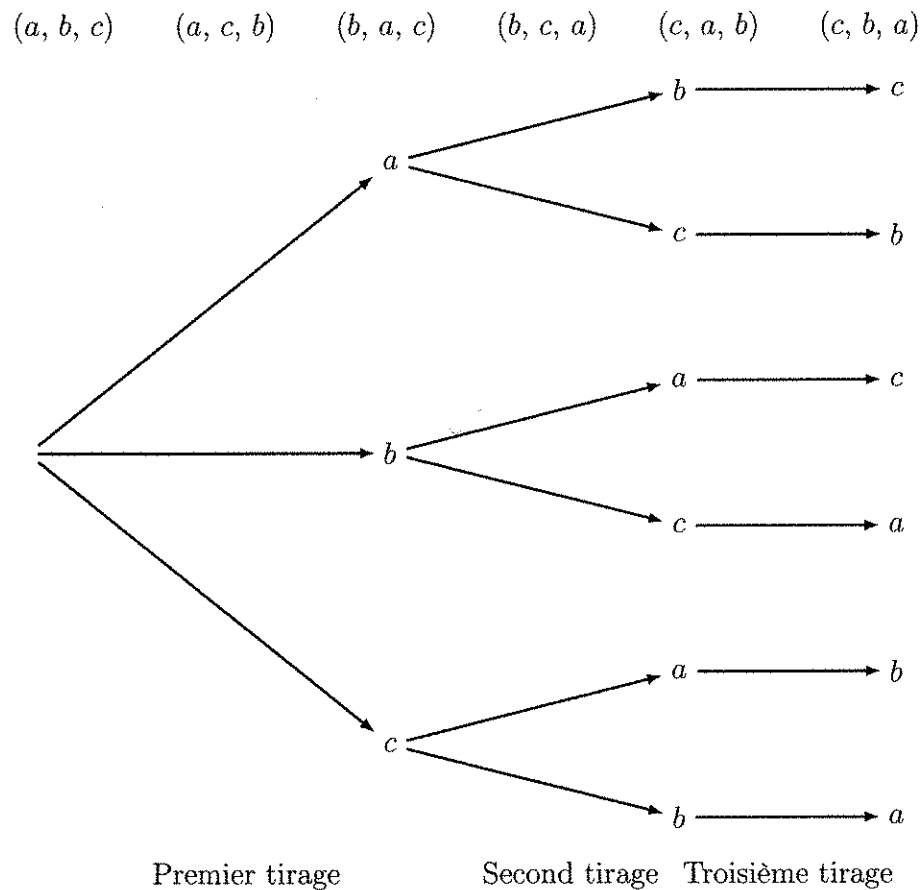 (a, b, c) (a, c, b) (b, a, c) (b, c, a) (c, a, b) (c, b, a)
b c
a
c b
a c
b
c a
a b
c
b a
Premier tirage Second tirage Troisième tirage